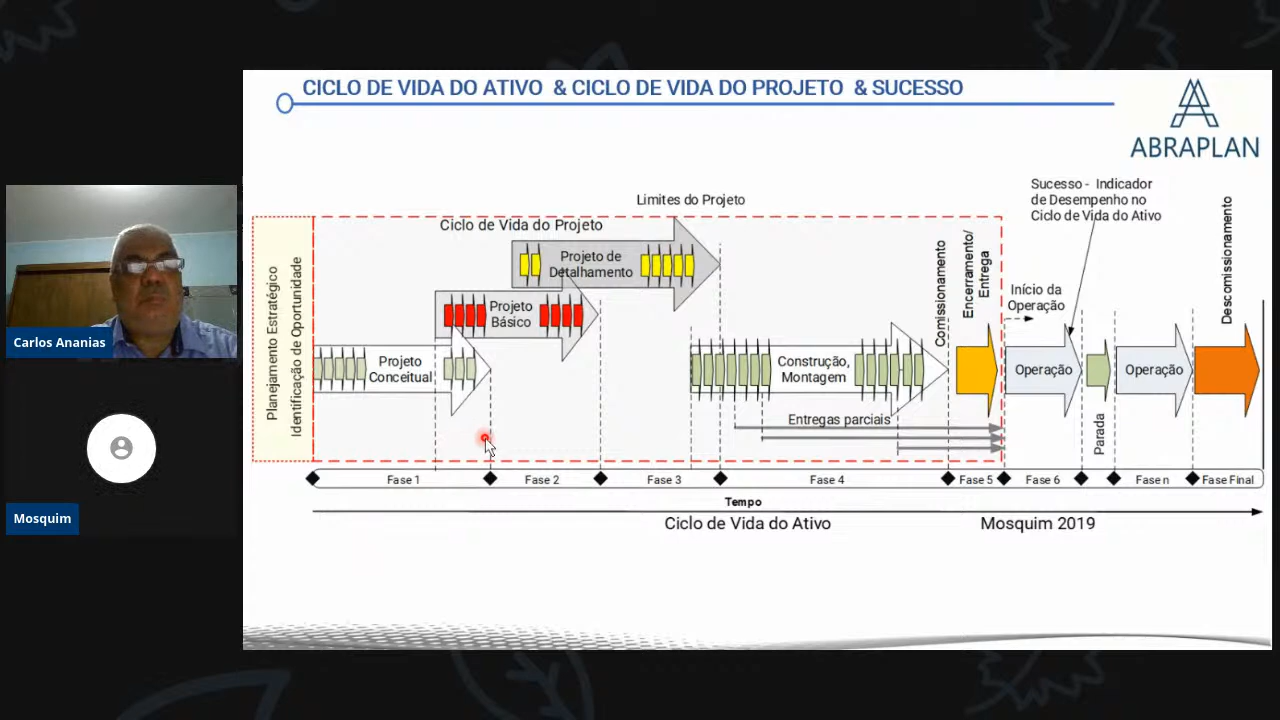 CICLO DE VIDA DO ATIVO & CICLO DE VIDA DO PROJETO & SUCESSO
ABRAPLAN
Carlos Ananias
Mosquim
Limites do Projeto
Sucesso - Indicador
de Desempenho no
Ciclo de Vida do Ativo
Ciclo de Vida do Projeto
Planejamento Estratégico
Identificação de Oportunidade
Projeto
Conceitual
Projeto
Básico
Projeto de
Detalhamento
Construção,
Montagem
Entregas parciais
Comissionamento
Encerramento/
Entrega
Início da
Operação
Operação
Parada
Operação
Descomissionamento
Fase 1
Fase 2
Fase 3
Fase 4
Fase 5
Fase 6
Fase n
Fase FInal
Tempo
Ciclo de Vida do Ativo
Mosquim 2019